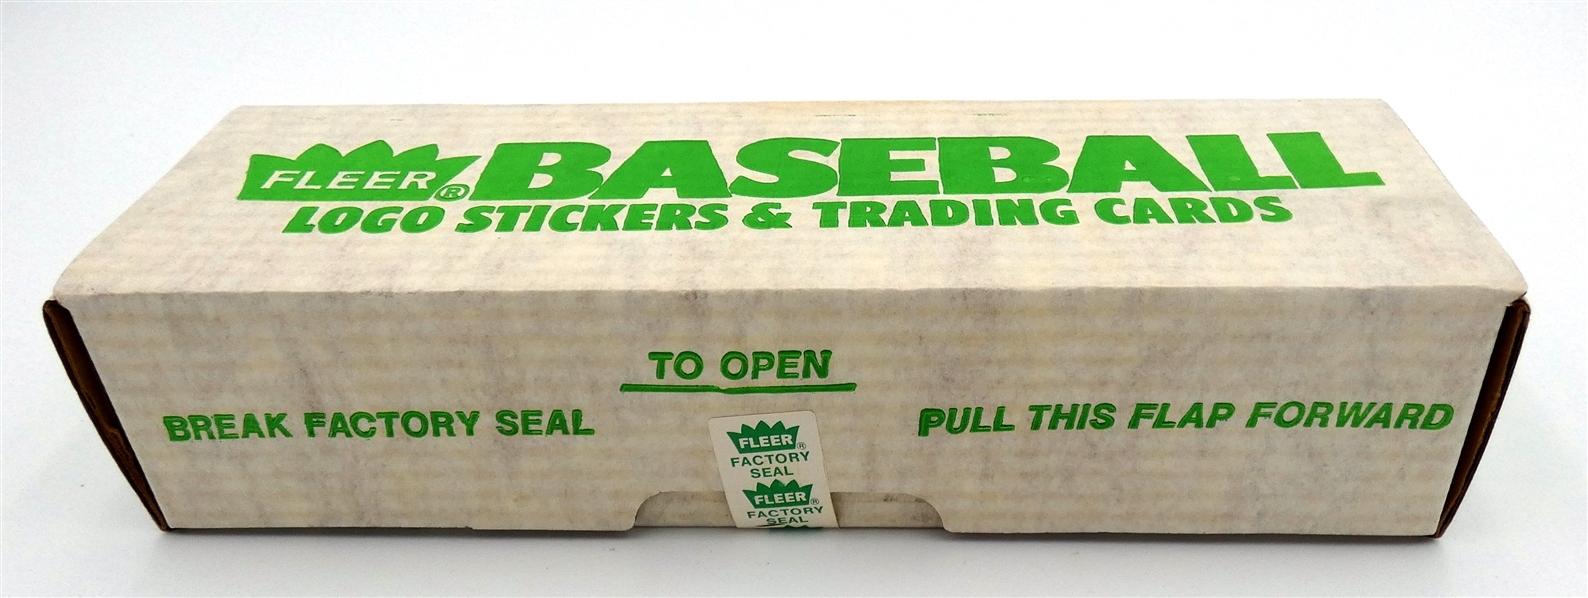 FLEER® BASEBALL
LOGO STICKERS & TRADING CARDS
TO OPEN
BREAK FACTORY SEAL
PULL THIS FLAP FORWARD
FLEER®
FACTORY
SEAL
FLEER®
FACTORY
SEAL